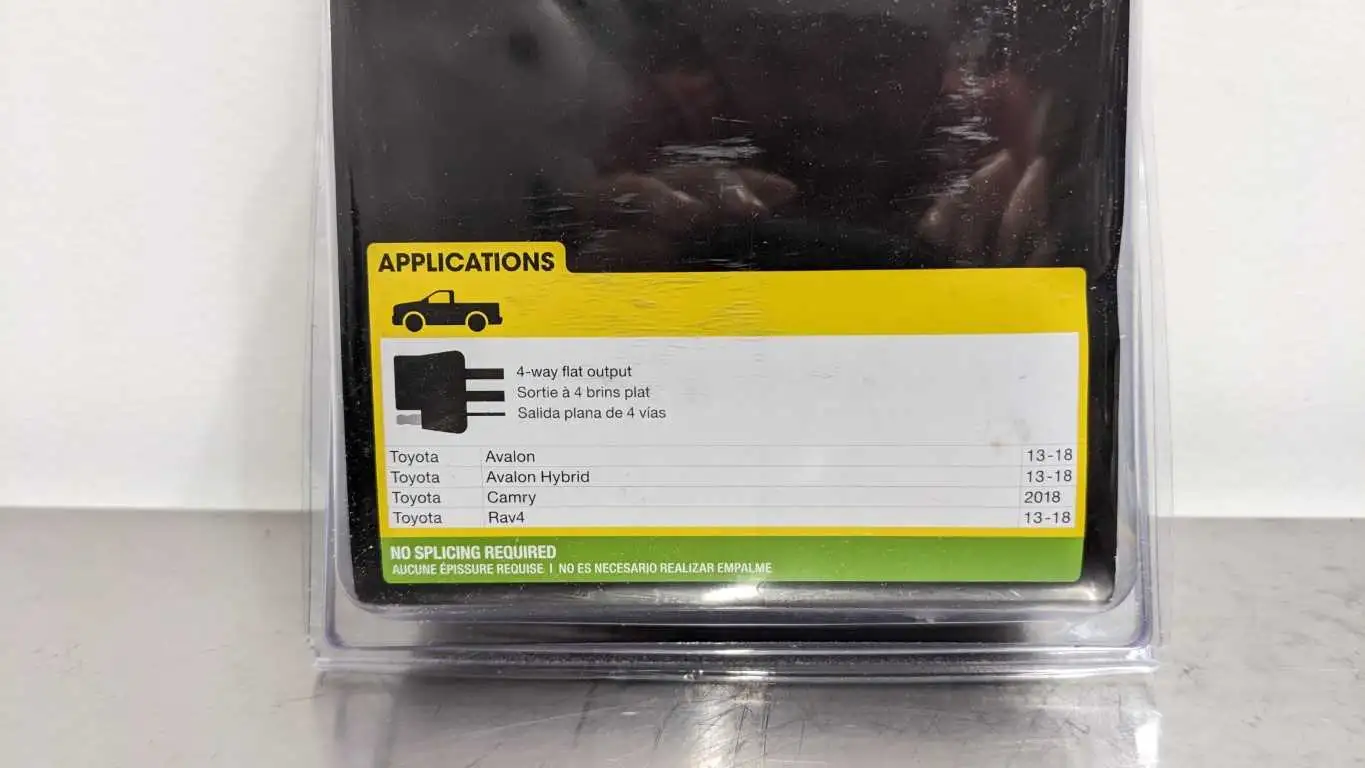 APPLICATIONS
4-way flat output
Sortie à 4 brins plat
Salida plana de 4 vías
Toyota Avalon 13-18
Toyota Avalon Hybrid 13-18
Toyota Camry 2018
Toyota Rav4 13-18
NO SPLICING REQUIRED
AUCUNE ÉPISSURE REQUISE | NO ES NECESARIO REALIZAR EMPALME